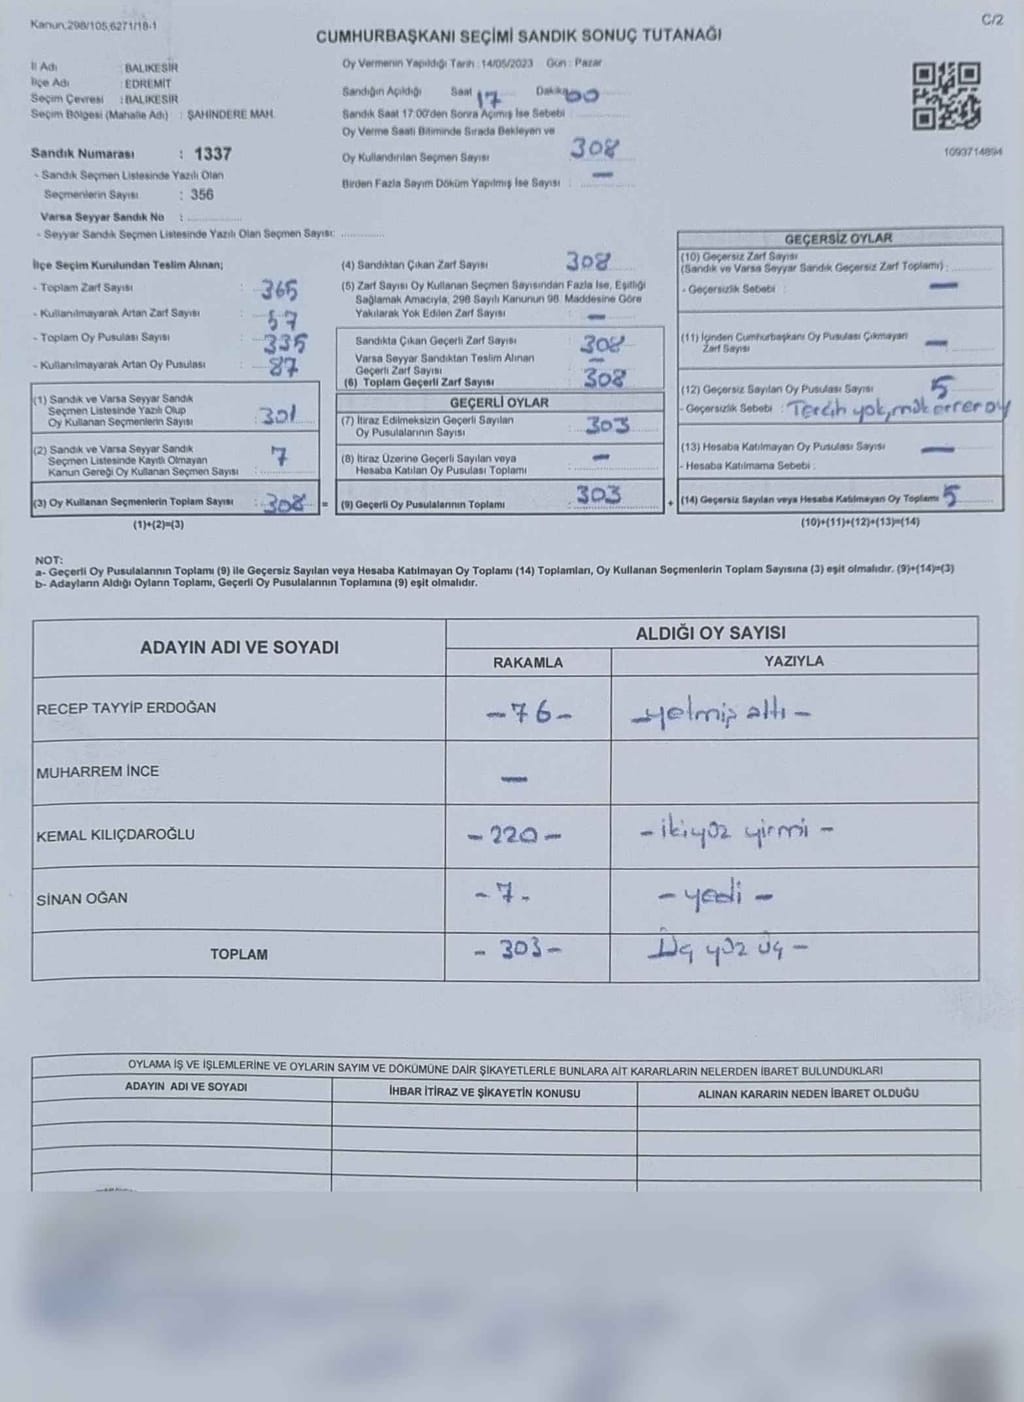 Kanun,298/105,6271/18-1
C/2
CUMHURBAŞKANI SEÇİMİ SANDIK SONUÇ TUTANAĞI
İl Adı : BALIKESİR
İlçe Adı : EDREMİT
Seçim Çevresi : BALIKESİR
Seçim Bölgesi (Mahalle Adı) : ŞAHİNDERE MAH.
Oy Vermenin Yapıldığı Tarih : 14/05/2023 Gün : Pazar
Sandığın Açıldığı Saat 17 Dakika 00
Sandık Saat 17:00'den Sonra Açımış İse Sebebi :
Oy Verme Saati Bitiminde Sırada Bekleyen ve
Oy Kullandırılan Seçmen Sayısı 308
Birden Fazla Sayım Döküm Yapılmış İse Sayısı : —
1093714894
Sandık Numarası : 1337
- Sandık Seçmen Listesinde Yazılı Olan
Seçmenlerin Sayısı : 356
Varsa Seyyar Sandık No :
- Seyyar Sandık Seçmen Listesinde Yazılı Olan Seçmen Sayısı:
İlçe Seçim Kurulundan Teslim Alınan;
- Toplam Zarf Sayısı : 365
- Kullanılmayarak Artan Zarf Sayısı : 57
- Toplam Oy Pusulası Sayısı : 335
- Kullanılmayarak Artan Oy Pusulası : 87
(1) Sandık ve Varsa Seyyar Sandık
Seçmen Listesinde Yazılı Olup
Oy Kullanan Seçmenlerin Sayısı : 301
(2) Sandık ve Varsa Seyyar Sandık
Seçmen Listesinde Kayıtlı Olmayan
Kanun Gereği Oy Kullanan Seçmen Sayısı : 7
(3) Oy Kullanan Seçmenlerin Toplam Sayısı : 308 =
(1)+(2)=(3)
(4) Sandıktan Çıkan Zarf Sayısı 308
(5) Zarf Sayısı Oy Kullanan Seçmen Sayısından Fazla İse, Eşitliği
Sağlamak Amacıyla, 298 Sayılı Kanunun 98. Maddesine Göre
Yakılarak Yok Edilen Zarf Sayısı —
Sandıkta Çıkan Geçerli Zarf Sayısı 308
Varsa Seyyar Sandıktan Teslim Alınan
Geçerli Zarf Sayısı —
(6) Toplam Geçerli Zarf Sayısı 308
GEÇERLİ OYLAR
(7) İtiraz Edilmeksizin Geçerli Sayılan
Oy Pusulalarının Sayısı 303
(8) İtiraz Üzerine Geçerli Sayılan veya
Hesaba Katılan Oy Pusulası Toplamı —
(9) Geçerli Oy Pusulalarının Toplamı 303 +
GEÇERSİZ OYLAR
(10) Geçersiz Zarf Sayısı
(Sandık ve Varsa Seyyar Sandık Geçersiz Zarf Toplamı) :
- Geçersizlik Sebebi : —
(11) İçinden Cumhurbaşkanı Oy Pusulası Çıkmayan
Zarf Sayısı —
(12) Geçersiz Sayılan Oy Pusulası Sayısı 5
- Geçersizlik Sebebi : Tercih yok,
(13) Hesaba Katılmayan Oy Pusulası Sayısı —
- Hesaba Katılmama Sebebi :
(14) Geçersiz Sayılan veya Hesaba Katılmayan Oy Toplamı 5
(10)+(11)+(12)+(13)=(14)
NOT:
a- Geçerli Oy Pusulalarının Toplamı (9) ile Geçersiz Sayılan veya Hesaba Katılmayan Oy Toplamı (14) Toplamları, Oy Kullanan Seçmenlerin Toplam Sayısına (3) eşit olmalıdır. (9)+(14)=(3)
b- Adayların Aldığı Oyların Toplamı, Geçerli Oy Pusulalarının Toplamına (9) eşit olmalıdır.
ADAYIN ADI VE SOYADI
ALDIĞI OY SAYISI
RAKAMLA YAZIYLA
RECEP TAYYİP ERDOĞAN -76- -yetmiş altı-
MUHARREM İNCE —
KEMAL KILIÇDAROĞLU -220- -ikiyüz yirmi-
SİNAN OĞAN -7- -yedi-
TOPLAM -303- Üç yüz üç-
OYLAMA İŞ VE İŞLEMLERİNE VE OYLARIN SAYIM VE DÖKÜMÜNE DAİR ŞİKAYETLERLE BUNLARA AİT KARARLARIN NELERDEN İBARET BULUNDUKLARI
ADAYIN ADI VE SOYADI İHBAR İTİRAZ VE ŞİKAYETİN KONUSU ALINAN KARARIN NEDEN İBARET OLDUĞU